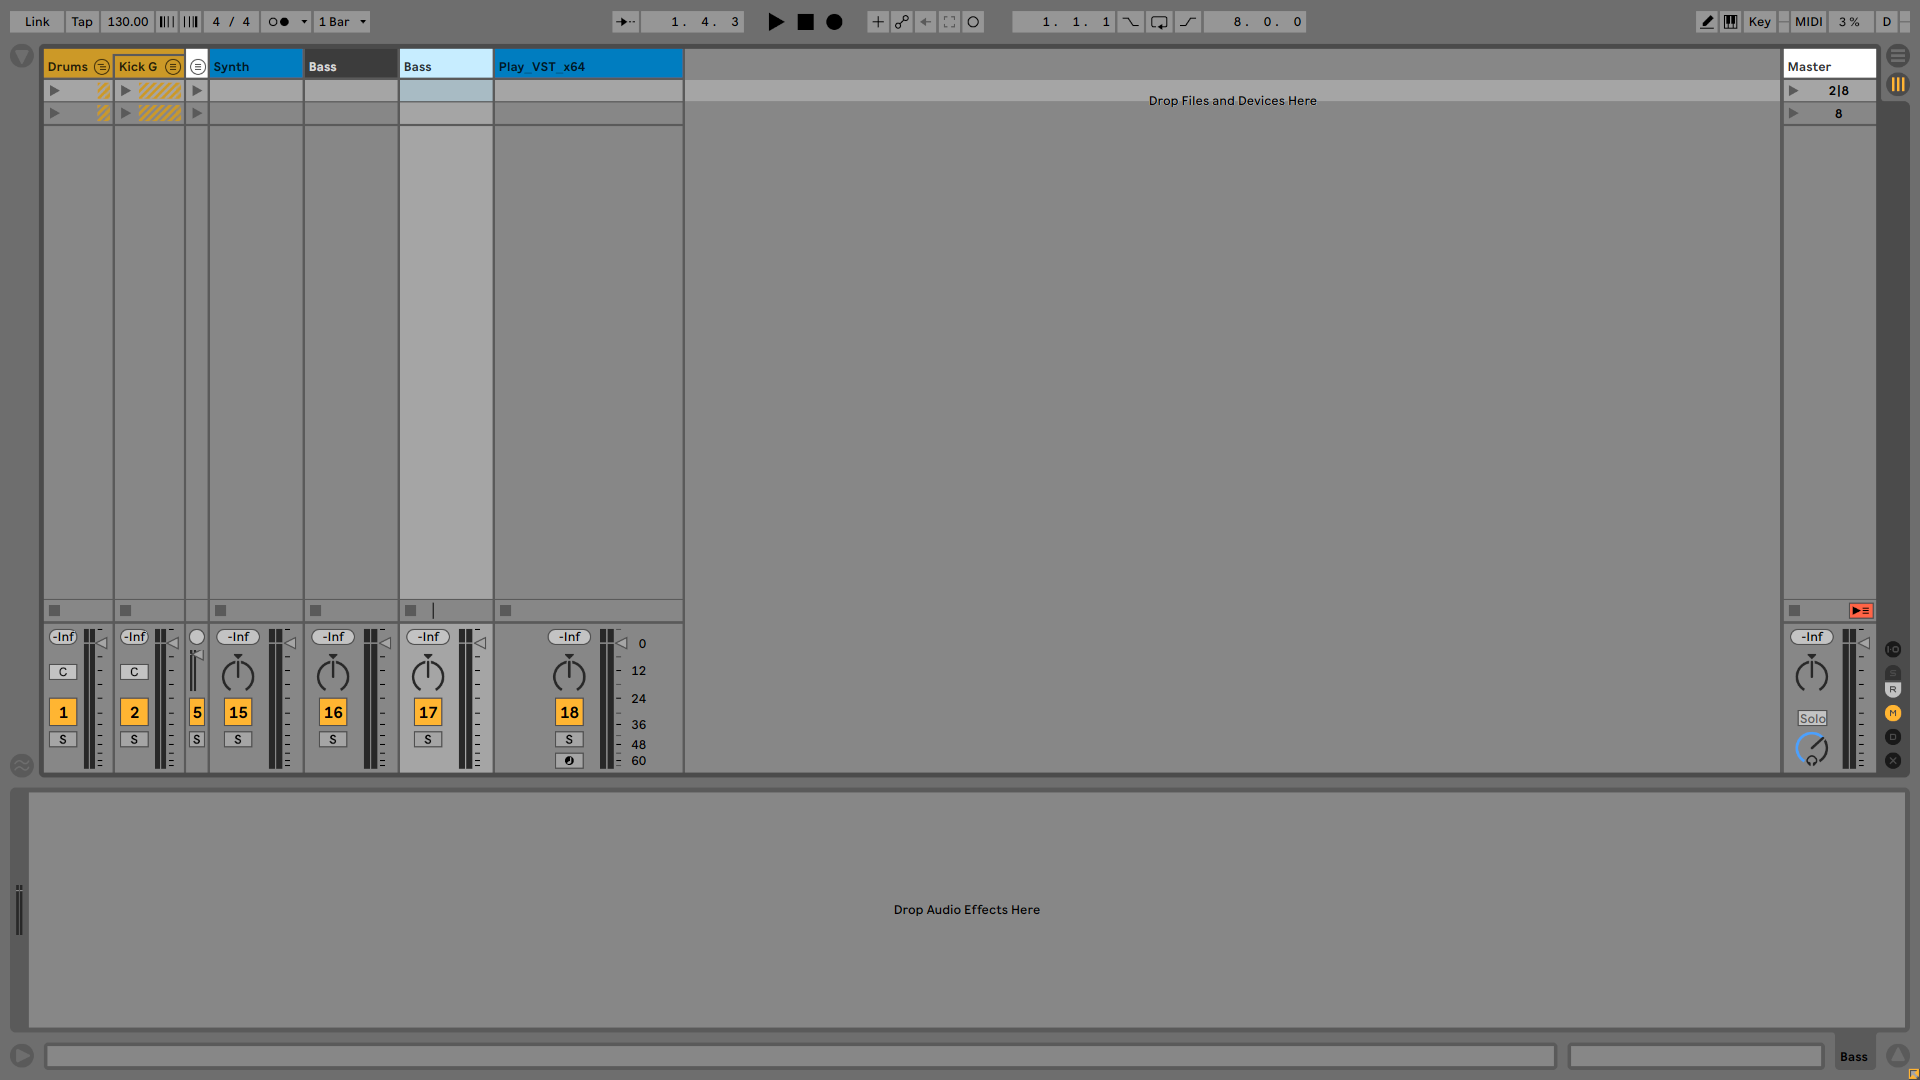 Link Tap 130.00 4 / 4 1 Bar 1. 4. 3 1. 1. 1 8. 0. 0 Key MIDI 3 % D
Drums Kick G Synth Bass Bass Play_VST_x64 Master
Drop Files and Devices Here
2|8
8
-Inf -Inf -Inf -Inf -Inf -Inf -Inf
0
C C 12
24
1 2 5 15 16 17 18 Solo
36
S S S S S S S
48
60
R
M
Drop Audio Effects Here
Bass